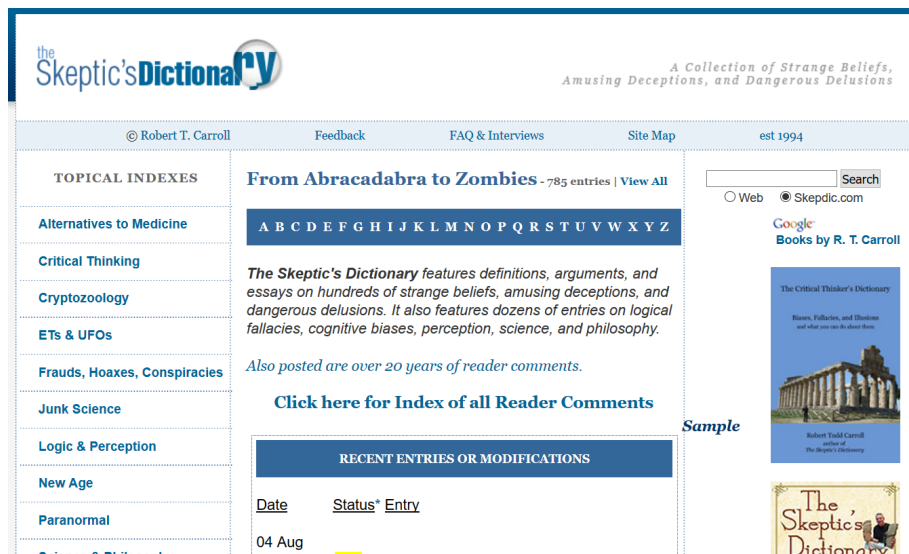 the
Skeptic'sDictionary
A Collection of Strange Beliefs,
Amusing Deceptions, and Dangerous Delusions
© Robert T. Carroll
Feedback
FAQ & Interviews
Site Map
est 1994
TOPICAL INDEXES
Alternatives to Medicine
Critical Thinking
Cryptozoology
ETs & UFOs
Frauds, Hoaxes, Conspiracies
Junk Science
Logic & Perception
New Age
Paranormal
From Abracadabra to Zombies - 785 entries | View All
A B C D E F G H I J K L M N O P Q R S T U V W X Y Z
The Skeptic's Dictionary features definitions, arguments, and
essays on hundreds of strange beliefs, amusing deceptions, and
dangerous delusions. It also features dozens of entries on logical
fallacies, cognitive biases, perception, science, and philosophy.
Also posted are over 20 years of reader comments.
Click here for Index of all Reader Comments
RECENT ENTRIES OR MODIFICATIONS
Date Status* Entry
04 Aug
Search
Web Skepdic.com
Google
Books by R. T. Carroll
The Critical Thinker's Dictionary
Biases, Fallacies, and Illusions
and what you can do about them
Sample
Robert Todd Carroll
author of
The Skeptic's Dictionary
The
Skeptic's
Dictionary